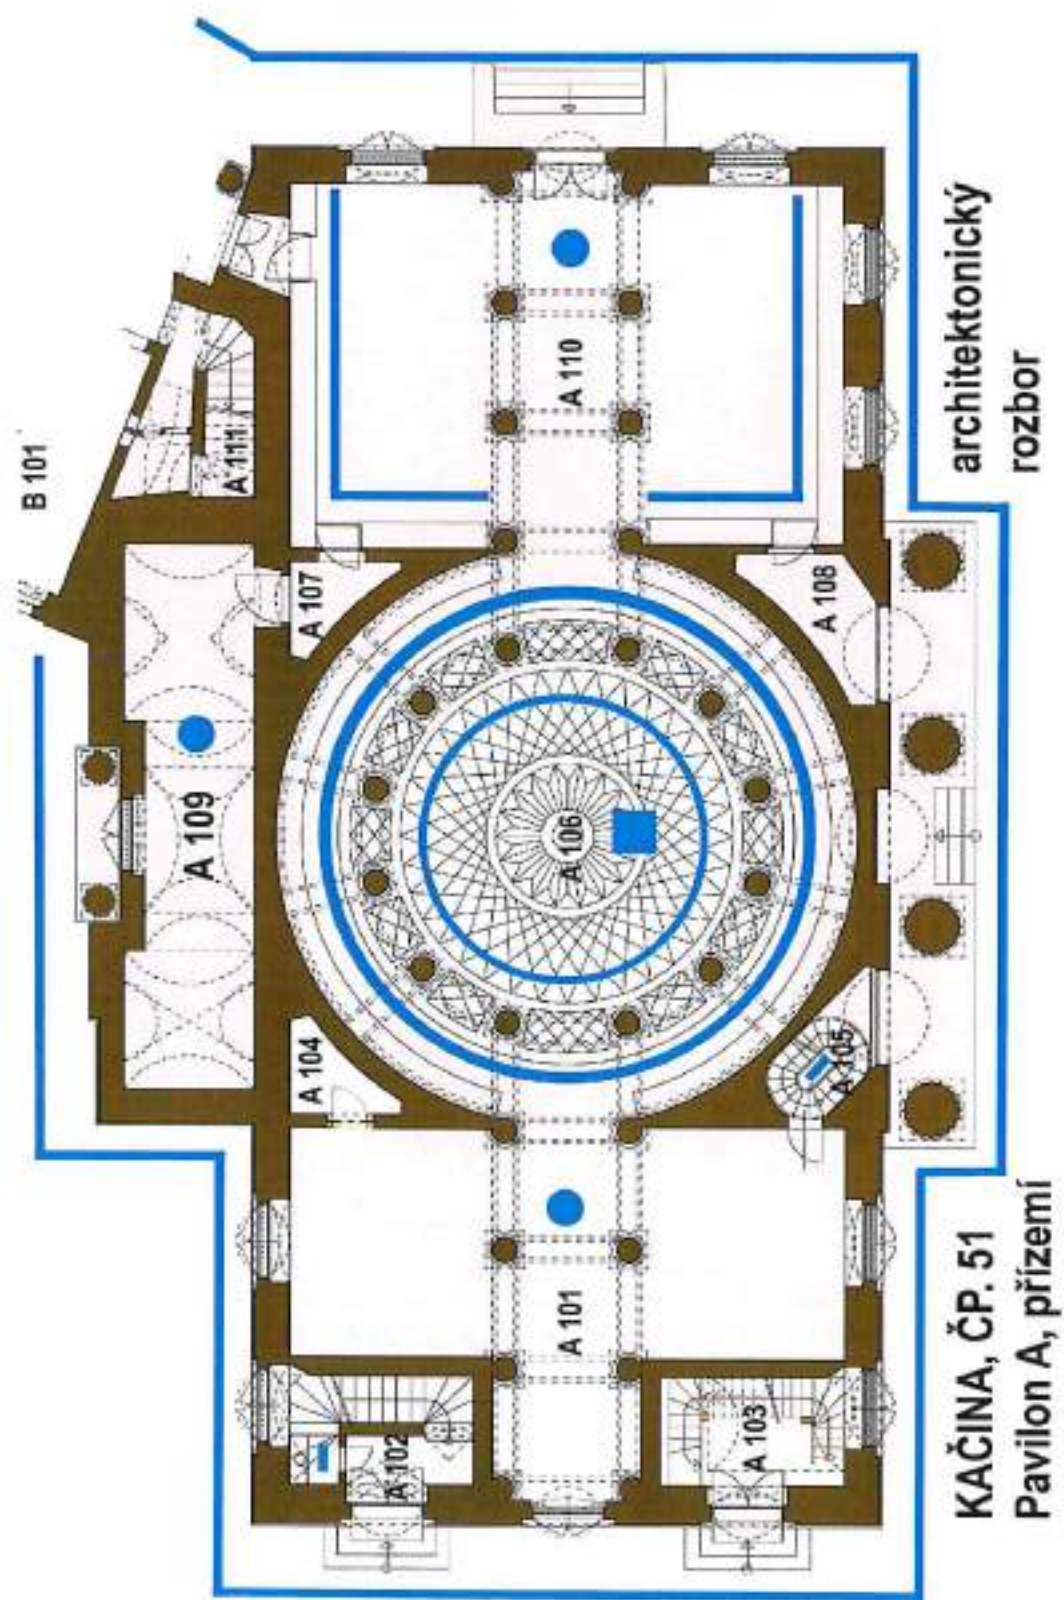 KAČINA, ČP. 51
Pavilon A, přízemí
architektonický
rozbor
B 101
A 111
A 109
A 107
A 104
A 102
A 110
A 106
A 101
A 108
A 105
A 103